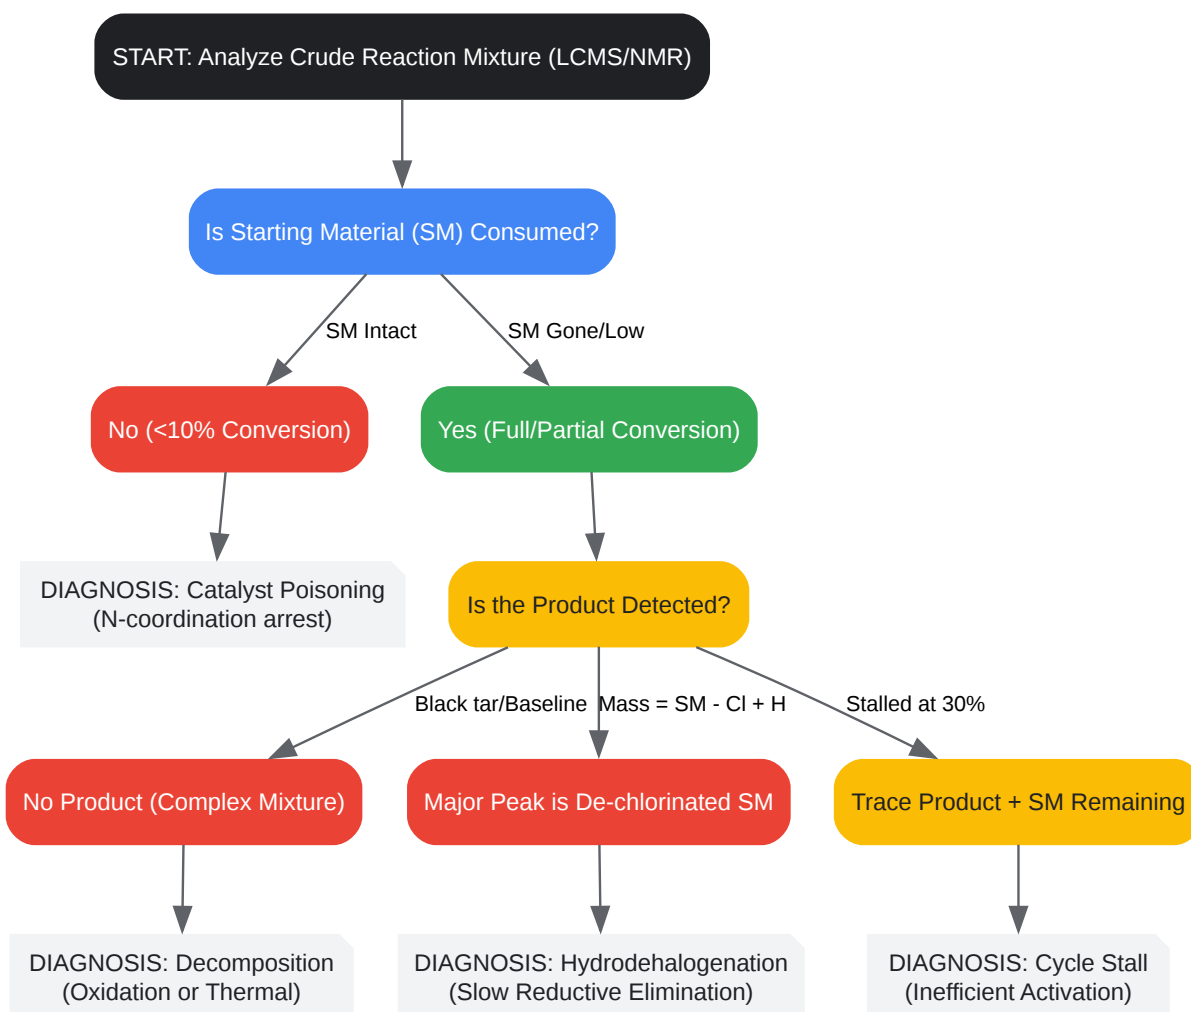 START: Analyze Crude Reaction Mixture (LCMS/NMR)
Is Starting Material (SM) Consumed?
SM Intact
SM Gone/Low
No (<10% Conversion)
Yes (Full/Partial Conversion)
DIAGNOSIS: Catalyst Poisoning
(N-coordination arrest)
Is the Product Detected?
Black tar/Baseline
Mass = SM - Cl + H
Stalled at 30%
No Product (Complex Mixture)
Major Peak is De-chlorinated SM
Trace Product + SM Remaining
DIAGNOSIS: Decomposition
(Oxidation or Thermal)
DIAGNOSIS: Hydrodehalogenation
(Slow Reductive Elimination)
DIAGNOSIS: Cycle Stall
(Inefficient Activation)